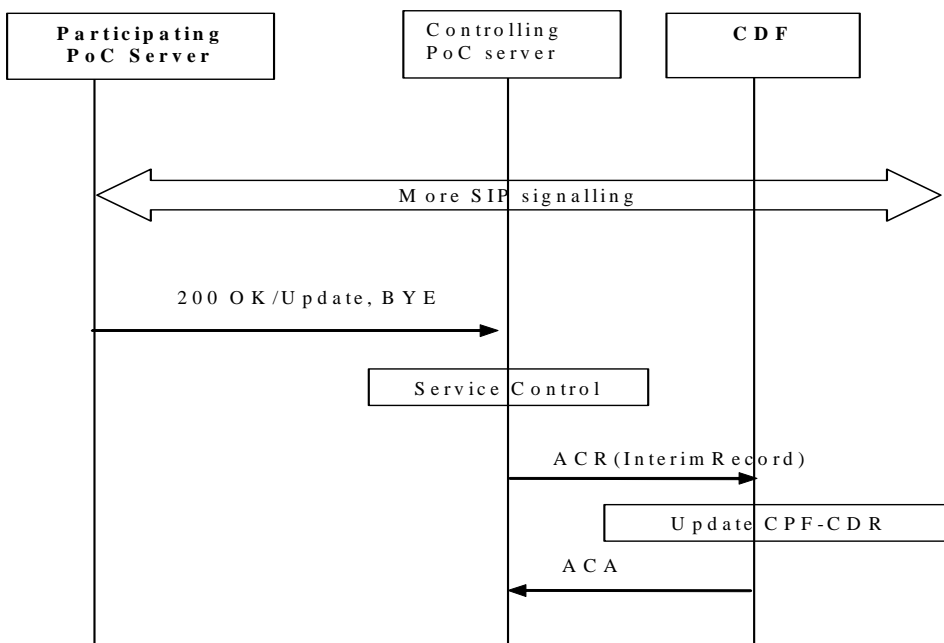 Participating
PoC Server
Controlling
PoC server
CDF
More SIP signalling
200 OK/Update, BYE
Service Control
ACR(Interim Record)
Update CPF-CDR
ACA